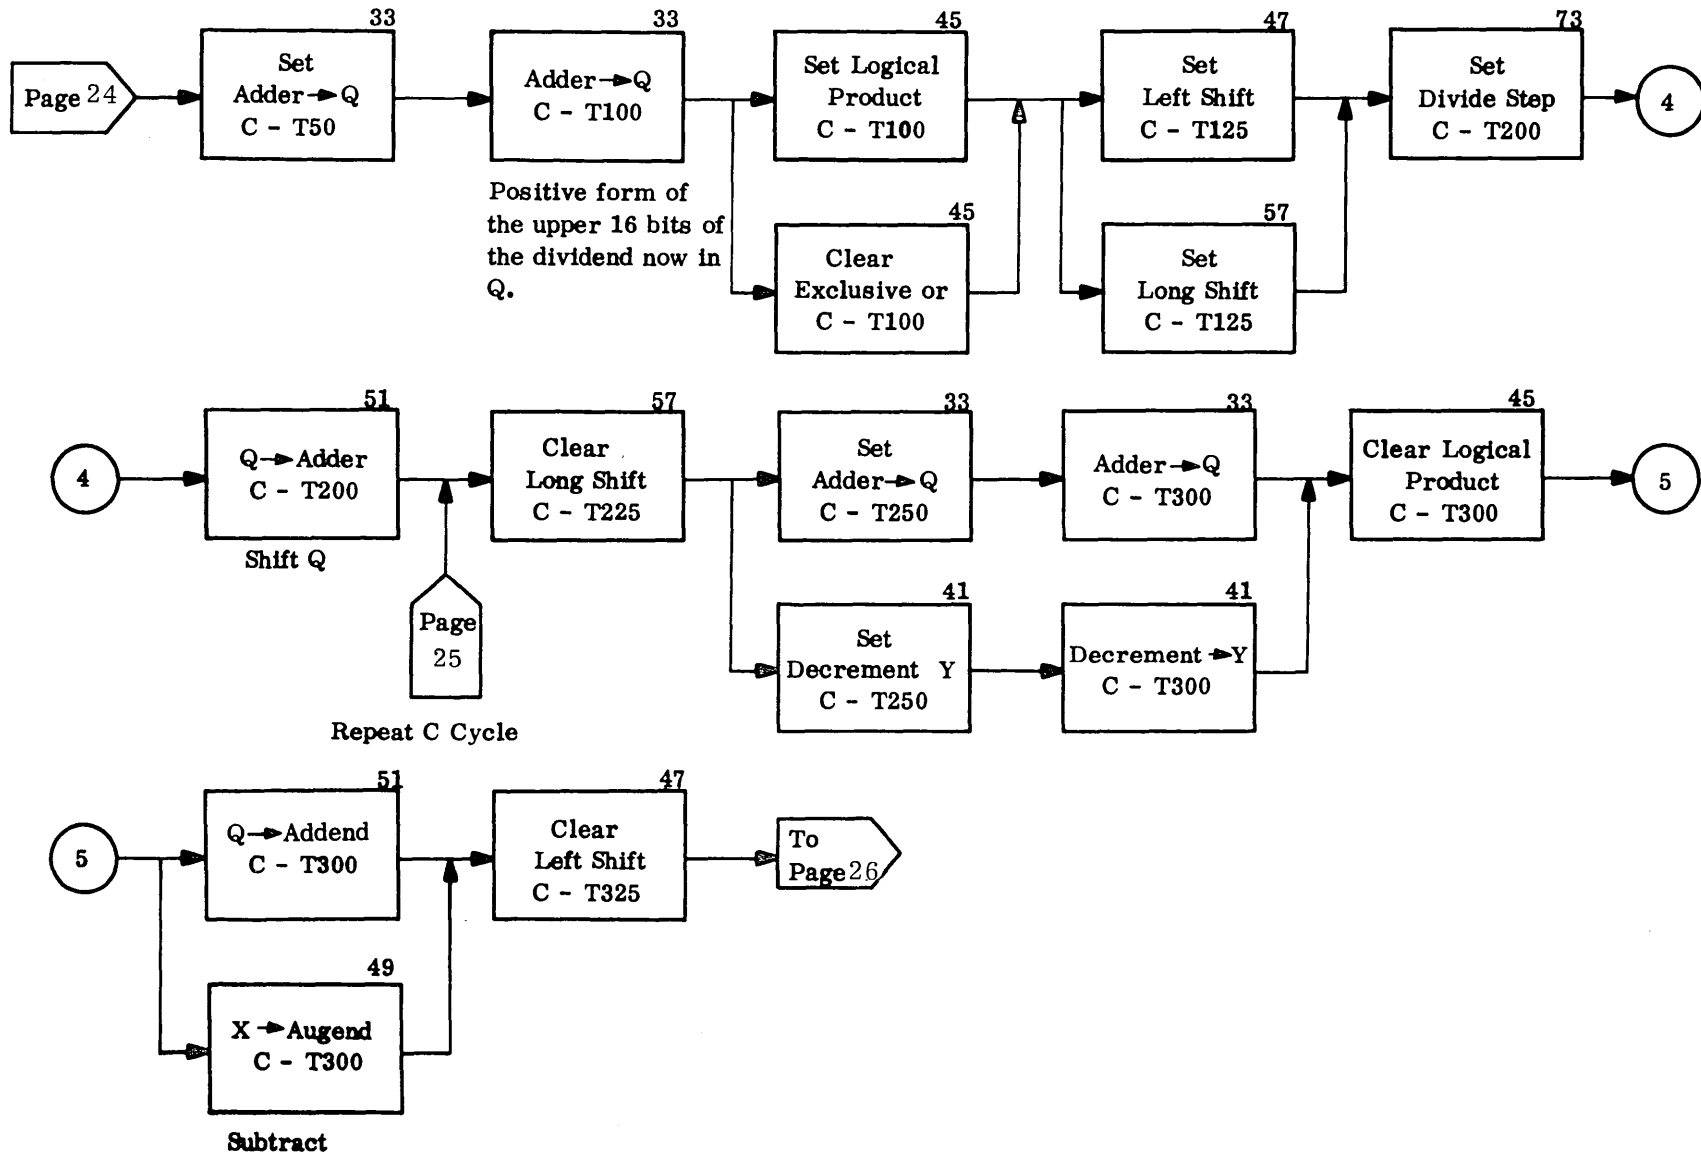 33
33
45
47
73
Page 24
Set
Adder→Q
C - T50
Adder→Q
C - T100
Set Logical
Product
C - T100
Set
Left Shift
C - T125
Set
Divide Step
C - T200
4
Positive form of
the upper 16 bits of
the dividend now in
Q.
45
Clear
Exclusive or
C - T100
57
Set
Long Shift
C - T125
51
57
33
33
45
4
Q→Adder
C - T200
Clear
Long Shift
C - T225
Set
Adder→Q
C - T250
Adder→Q
C - T300
Clear Logical
Product
C - T300
5
Shift Q
Page
25
Repeat C Cycle
41
Set
Decrement Y
C - T250
41
Decrement→Y
C - T300
51
47
5
Q→Addend
C - T300
Clear
Left Shift
C - T325
To
Page 26
49
X→Augend
C - T300
Subtract